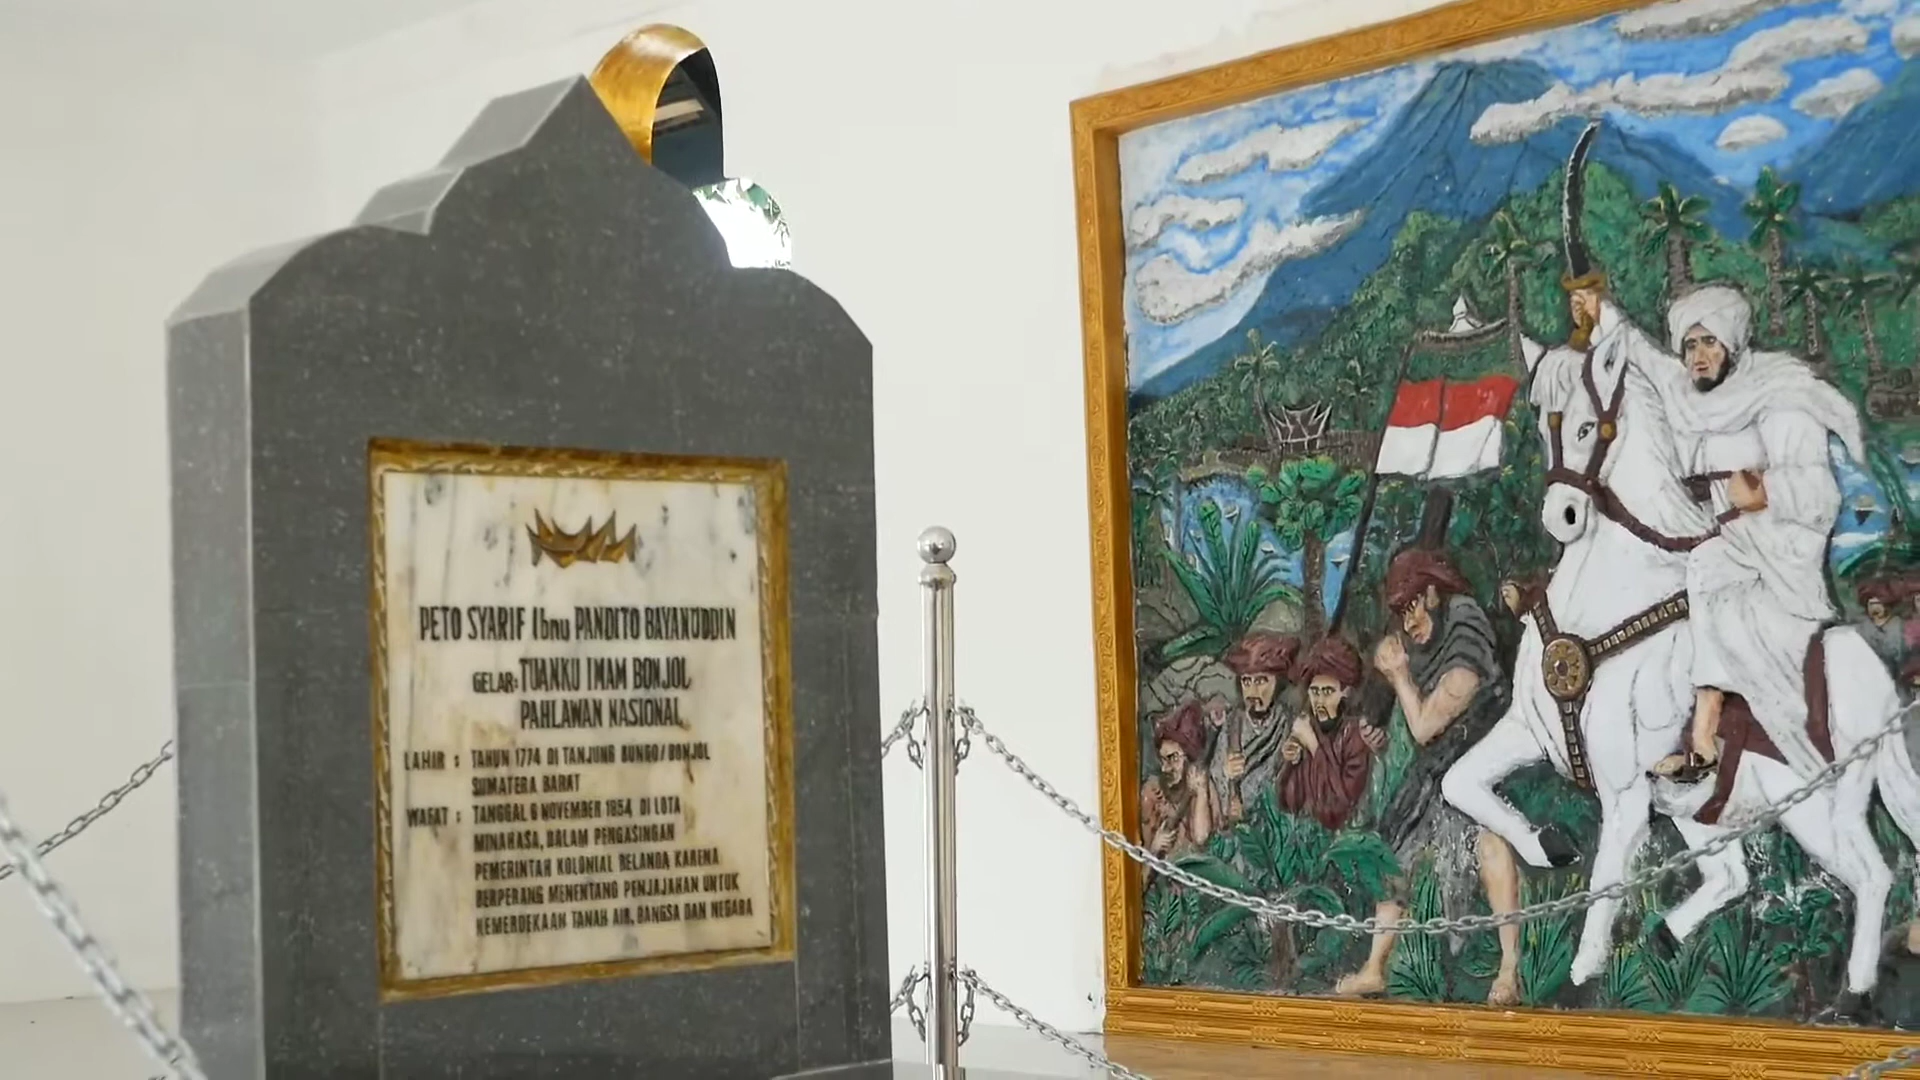 PETO SYARIF Ibnu PANDITO BAYANUDDIN
GELAR: TUANKU IMAM BONJOL
PAHLAWAN NASIONAL
LAHIR : TAHUN 1774 DI TANJUNG BUNGO/BONJOL
SUMATERA BARAT
WAFAT : TANGGAL 6 NOVEMBER 1854 DI LOTA
MINAHASA, DALAM PENGASINGAN
PEMERINTAH KOLONIAL BELANDA KARENA
BERPERANG MENENTANG PENJAJAHAN UNTUK
KEMERDEKAAN TANAH AIR, BANGSA DAN NEGARA